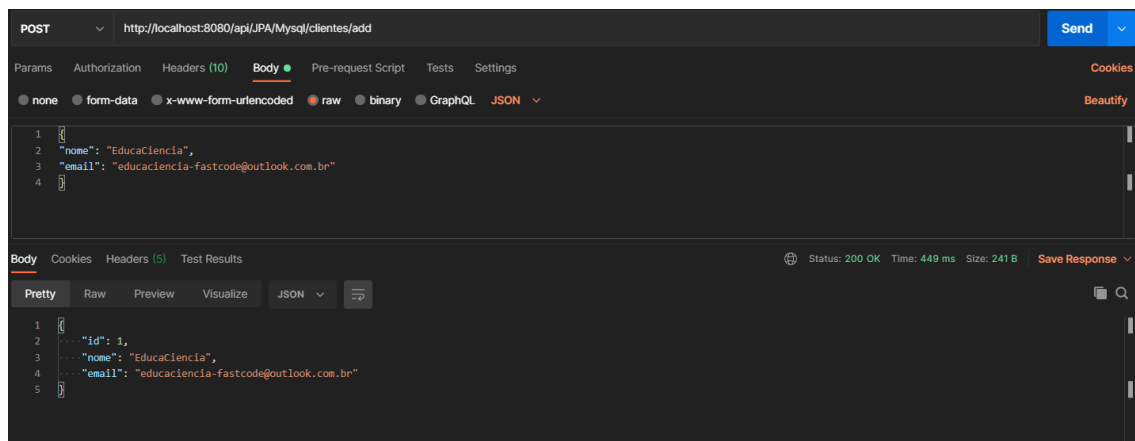 POST http://localhost:8080/api/JPA/Mysql/clientes/add Send
Params Authorization Headers (10) Body Pre-request Script Tests Settings Cookies
none form-data x-www-form-urlencoded raw binary GraphQL JSON Beautify
1 {
2 "nome": "EducaCiencia",
3 "email": "educaciencia-fastcode@outlook.com.br"
4 }
Body Cookies Headers (5) Test Results Status: 200 OK Time: 449 ms Size: 241 B Save Response
Pretty Raw Preview Visualize JSON
1 {
2 "id": 1,
3 "nome": "EducaCiencia",
4 "email": "educaciencia-fastcode@outlook.com.br"
5 }